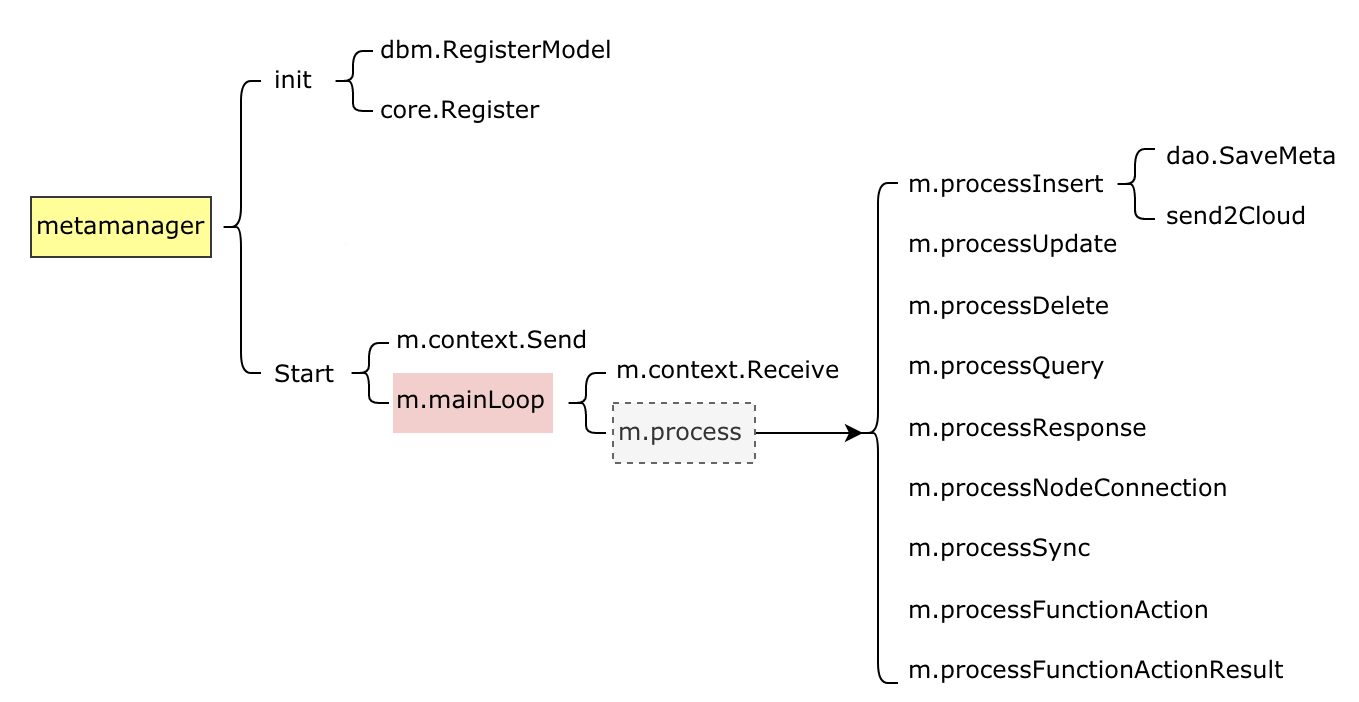 metamanager
init
dbm.RegisterModel
core.Register
Start
m.context.Send
m.mainLoop
m.context.Receive
m.process
m.processInsert
dao.SaveMeta
send2Cloud
m.processUpdate
m.processDelete
m.processQuery
m.processResponse
m.processNodeConnection
m.processSync
m.processFunctionAction
m.processFunctionActionResult